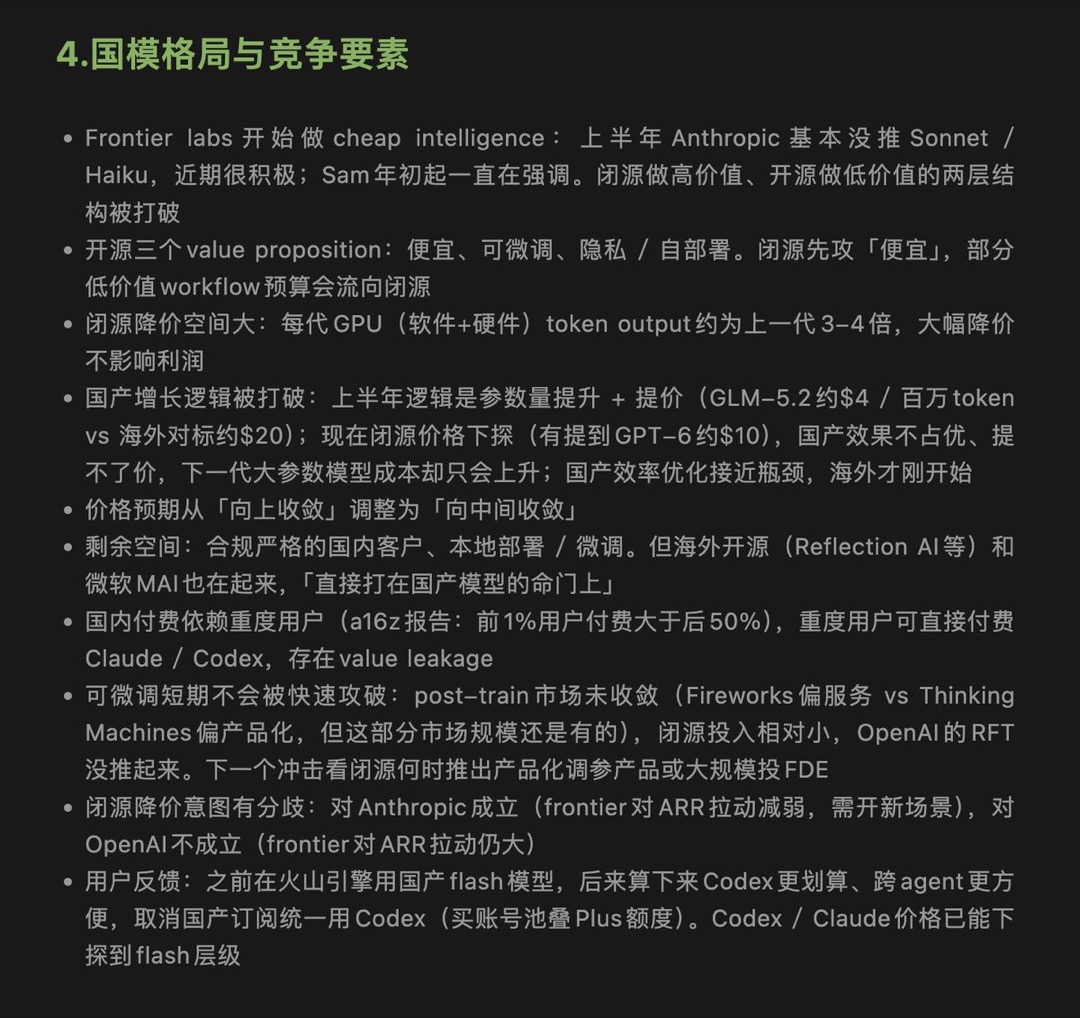 4.国模格局与竞争要素
• Frontier labs 开始做 cheap intelligence：上半年 Anthropic 基本没推 Sonnet /
Haiku，近期很积极；Sam 年初起一直在强调。闭源做高价值、开源做低价值的两层结
构被打破
• 开源三个 value proposition：便宜、可微调、隐私 / 自部署。闭源先攻「便宜」，部分
低价值 workflow 预算会流向闭源
• 闭源降价空间大：每代 GPU（软件+硬件）token output 约为上一代 3–4 倍，大幅降价
不影响利润
• 国产增长逻辑被打破：上半年逻辑是参数量提升 + 提价（GLM–5.2 约$4 / 百万 token
vs 海外对标约$20）；现在闭源价格下探（有提到 GPT–6 约$10），国产效果不占优、提
不了价，下一代大参数模型成本却只会上升；国产效率优化接近瓶颈，海外才刚开始
• 价格预期从「向上收敛」调整为「向中间收敛」
• 剩余空间：合规严格的国内客户、本地部署 / 微调。但海外开源（Reflection AI 等）和
微软 MAI 也在起来，「直接打在国产模型的命门上」
• 国内付费依赖重度用户（a16z 报告：前 1%用户付费大于后 50%），重度用户可直接付费
Claude / Codex，存在 value leakage
• 可微调短期不会被快速攻破：post–train 市场未收敛（Fireworks 偏服务 vs Thinking
Machines 偏产品化，但这部分市场规模还是有的），闭源投入相对小，OpenAI 的 RFT
没推起来。下一个冲击看闭源何时推出产品化调参产品或大规模投 FDE
• 闭源降价意图有分歧：对 Anthropic 成立（frontier 对 ARR 拉动减弱，需开新场景），对
OpenAI 不成立（frontier 对 ARR 拉动仍大）
• 用户反馈：之前在火山引擎用国产 flash 模型，后来算下来 Codex 更划算、跨 agent 更方
便，取消国产订阅统一用 Codex（买账号池叠 Plus 额度）。Codex / Claude 价格已能下
探到 flash 层级